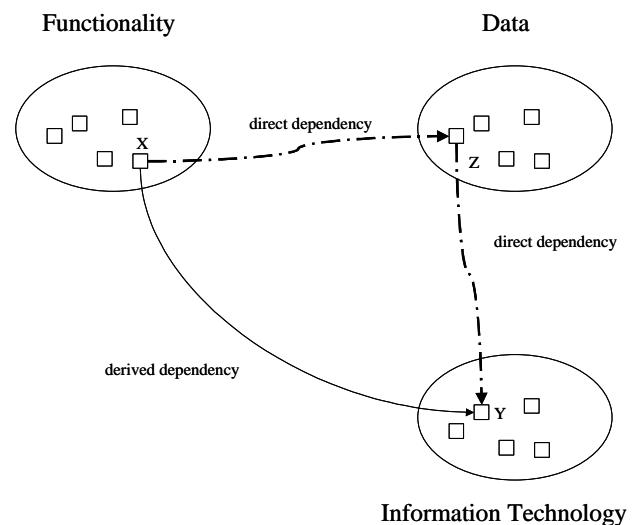 Functionality
Data
direct dependency
X
Z
direct dependency
derived dependency
Y
Information Technology